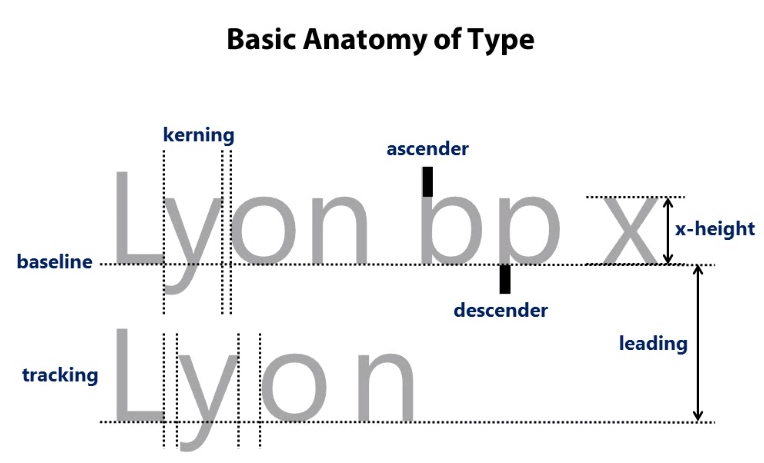 Basic Anatomy of Type
kerning
ascender
Lyon bp x
x-height
baseline
descender
leading
tracking
Lyon